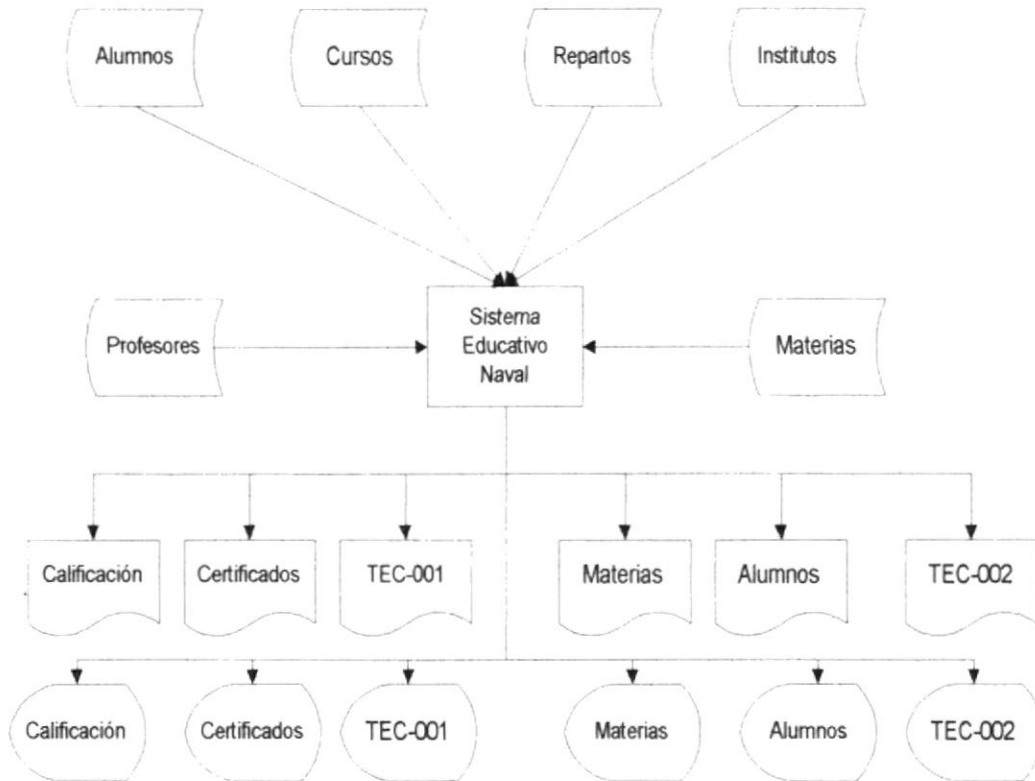 Alumnos
Cursos
Repartos
Institutos
Profesores
Sistema
Educativo
Naval
Materias
Calificación
Certificados
TEC-001
Materias
Alumnos
TEC-002
Calificación
Certificados
TEC-001
Materias
Alumnos
TEC-002